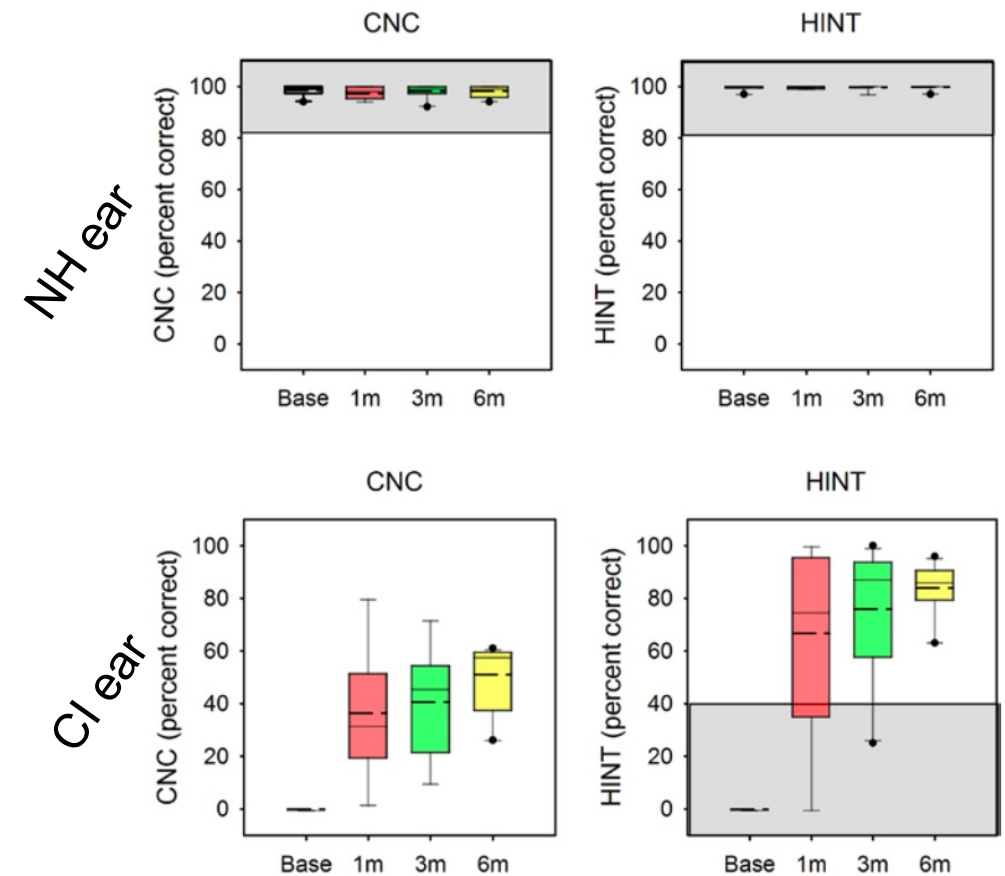 CNC
HINT
NH ear
CNC (percent correct)
100
80
60
40
20
0
Base 1m 3m 6m
HINT (percent correct)
100
80
60
40
20
0
Base 1m 3m 6m
CNC
HINT
CI ear
CNC (percent correct)
100
80
60
40
20
0
Base 1m 3m 6m
HINT (percent correct)
100
80
60
40
20
0
Base 1m 3m 6m